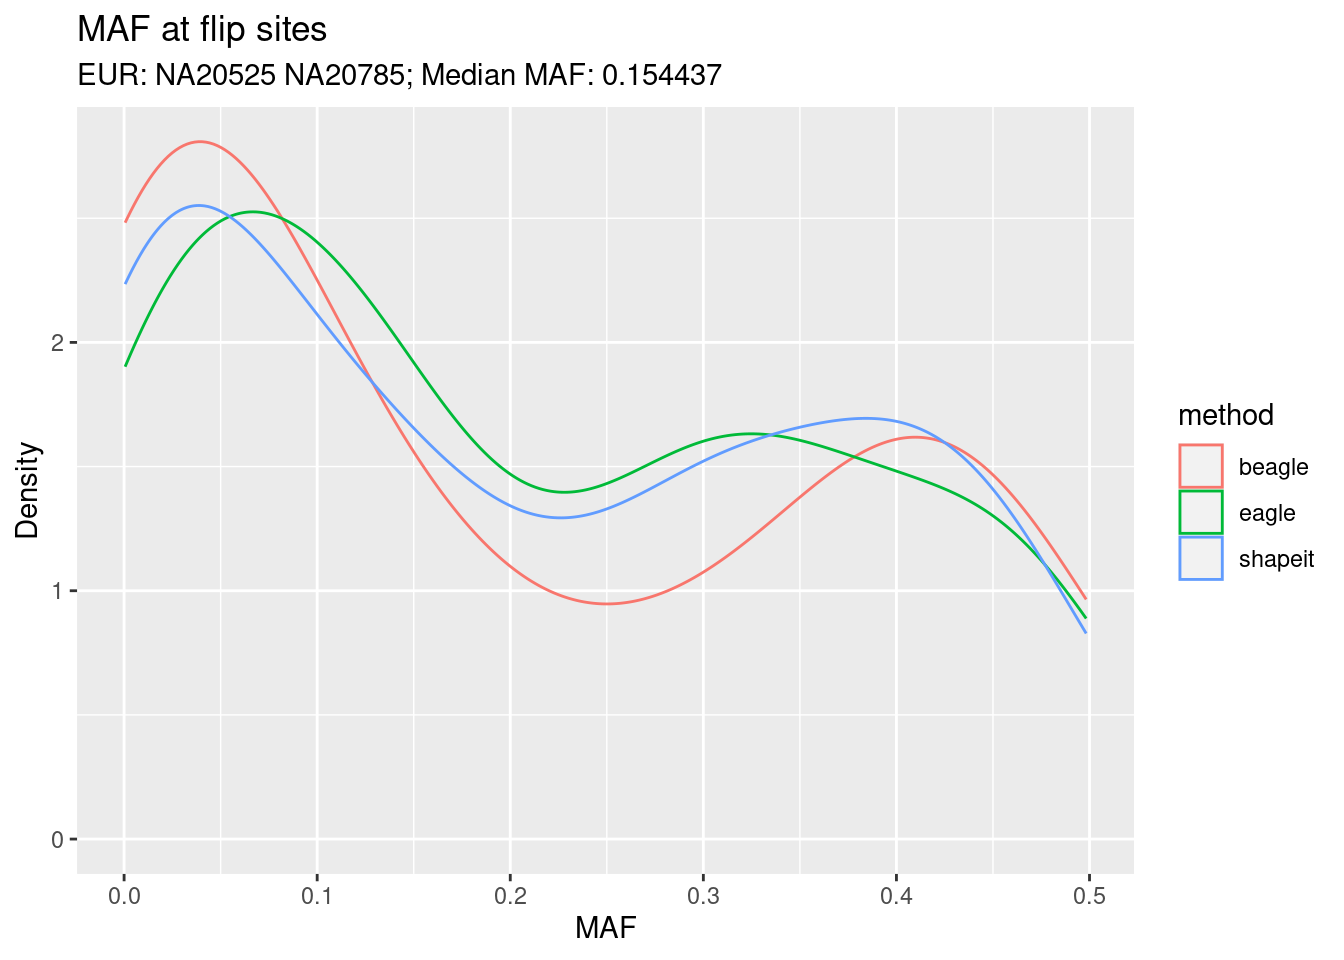 MAF at flip sites
EUR: NA20525 NA20785; Median MAF: 0.154437
Density
2
1
0
0.0 0.1 0.2 0.3 0.4 0.5
MAF
method
beagle
eagle
shapeit